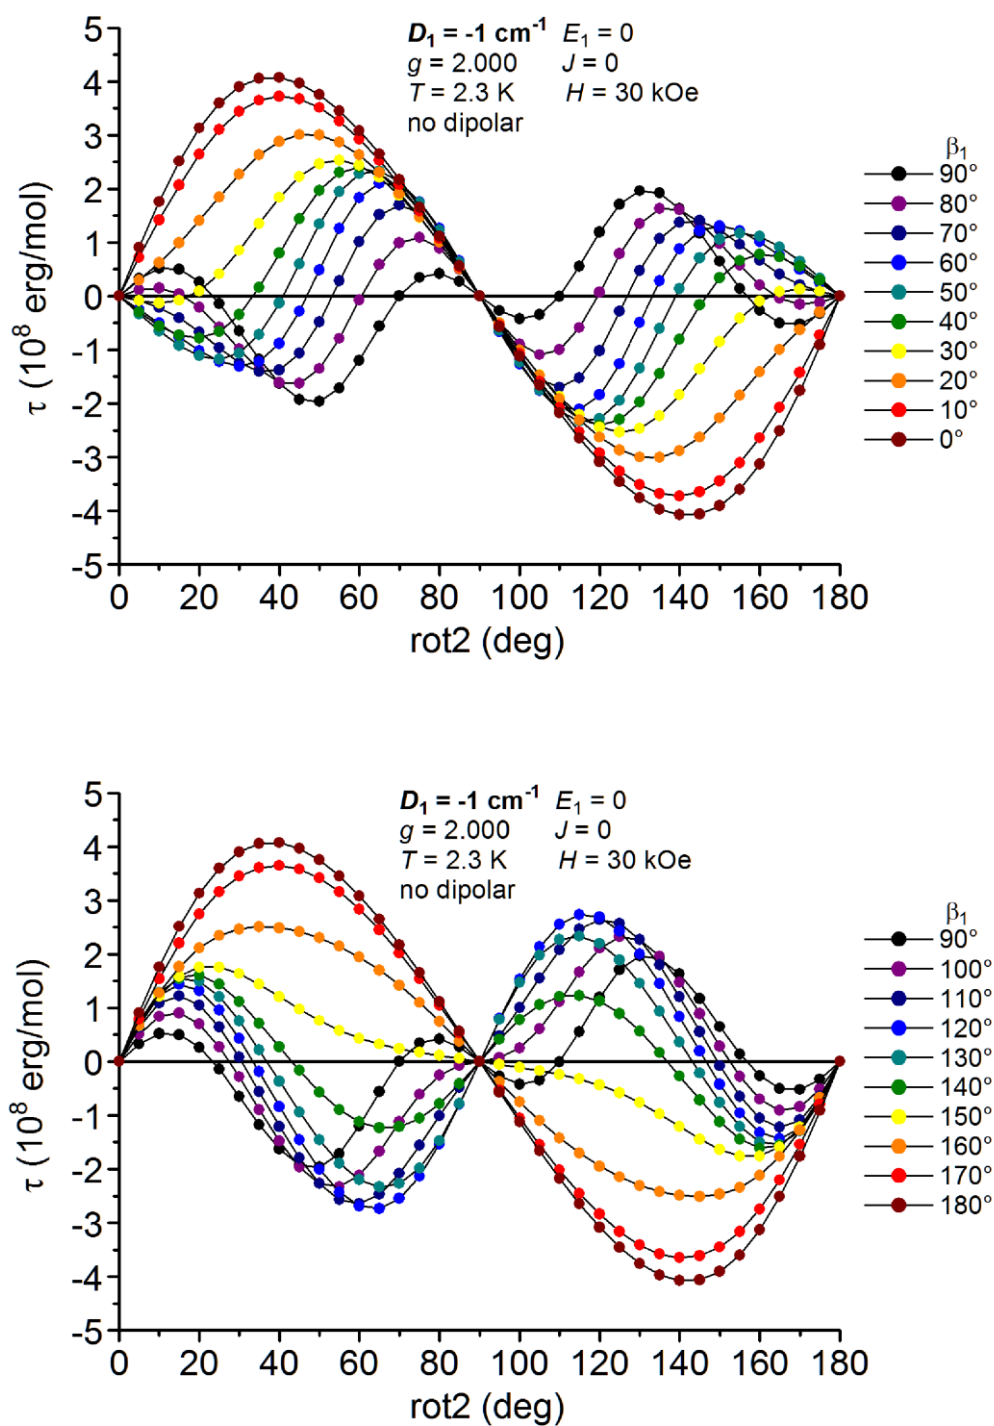 D₁ = -1 cm⁻¹ E₁ = 0
g = 2.000 J = 0
T = 2.3 K H = 30 kOe
no dipolar
5
4
3
2
1
0
-1
-2
-3
-4
-5
τ (10⁸ erg/mol)
0 20 40 60 80 100 120 140 160 180
rot2 (deg)
β₁
90°
80°
70°
60°
50°
40°
30°
20°
10°
0°
D₁ = -1 cm⁻¹ E₁ = 0
g = 2.000 J = 0
T = 2.3 K H = 30 kOe
no dipolar
5
4
3
2
1
0
-1
-2
-3
-4
-5
τ (10⁸ erg/mol)
0 20 40 60 80 100 120 140 160 180
rot2 (deg)
β₁
90°
100°
110°
120°
130°
140°
150°
160°
170°
180°